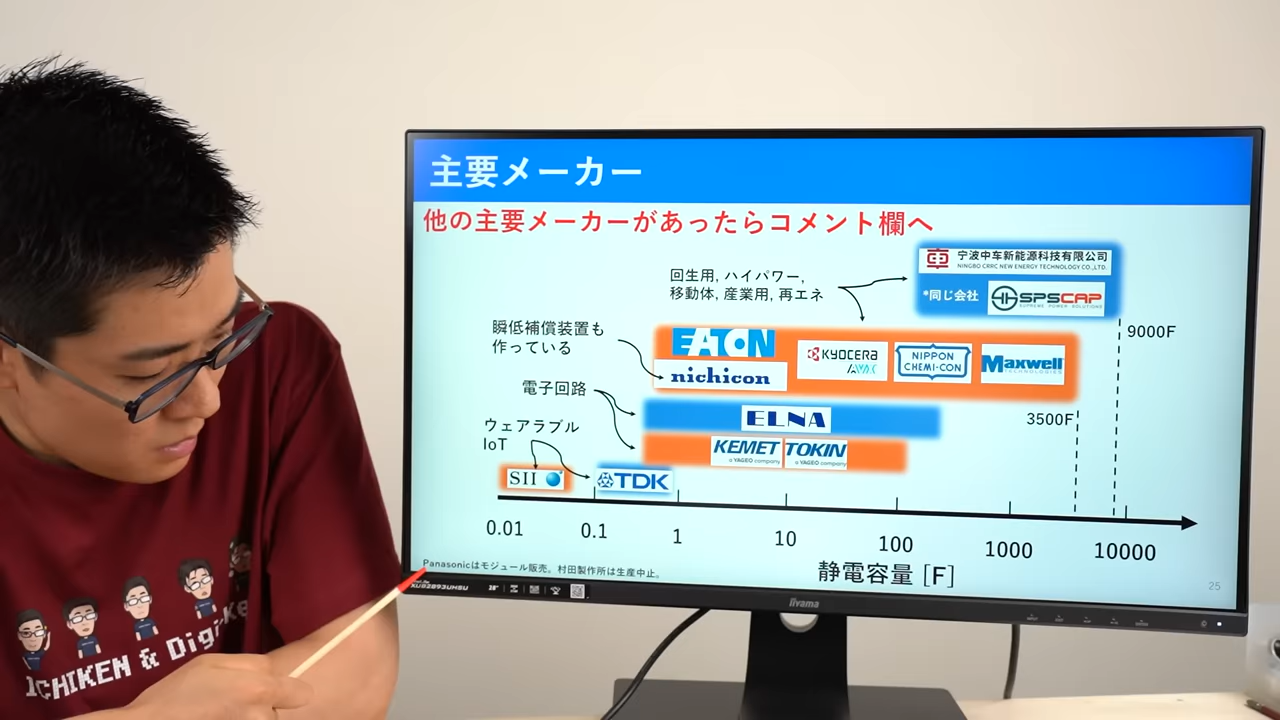 主要メーカー
他の主要メーカーがあったらコメント欄へ
回生用, ハイパワー,
移動体, 産業用, 再エネ
宁波中车新能源科技有限公司
NINGBO CRRC NEW ENERGY TECHNOLOGY CO.,LTD.
*同じ会社
SPSCAP
SUPREME POWER SOLUTIONS
9000F
瞬低補償装置も
作っている
EATON
nichicon
KYOCERA
AVX
NIPPON
CHEMI-CON
Maxwell
TECHNOLOGIES
電子回路
ELNA
3500F
ウェアラブル
IoT
KEMET
a YAGEO company
TOKIN
a YAGEO company
SII
TDK
0.01
0.1
1
10
100
1000
10000
静電容量 [F]
Panasonicはモジュール販売。村田製作所は生産中止。
25
XUB2893UHSU
iiyama
ICHIKEN & Digi-Ke